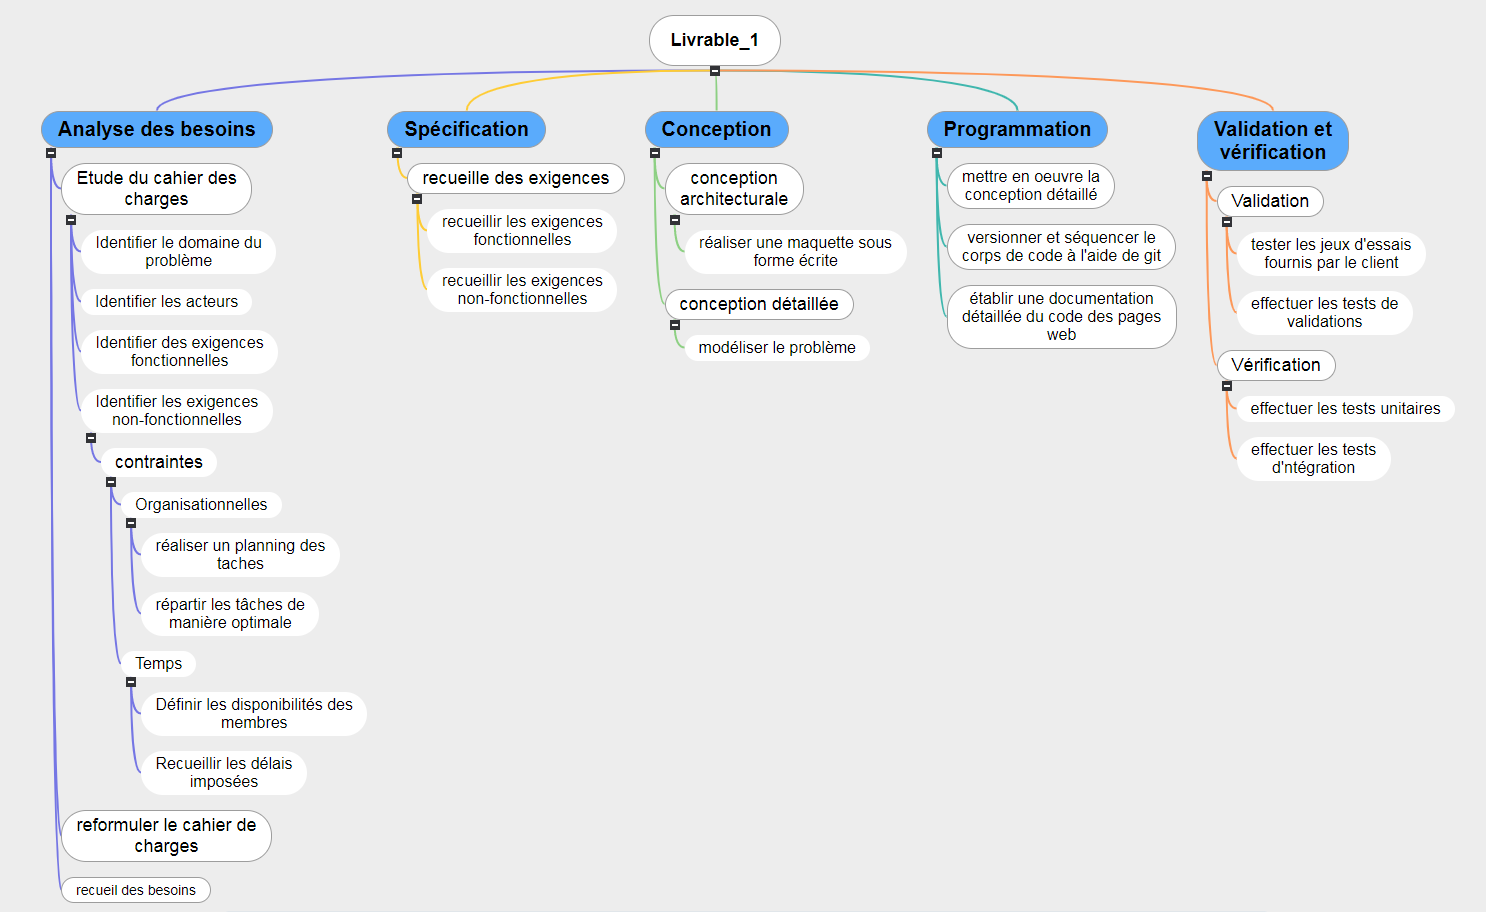 Livrable_1
Analyse des besoins
Etude du cahier des
charges
Identifier le domaine du
problème
Identifier les acteurs
Identifier des exigences
fonctionnelles
Identifier les exigences
non-fonctionnelles
contraintes
Organisationnelles
réaliser un planning des
taches
répartir les tâches de
manière optimale
Temps
Définir les disponibilités des
membres
Recueillir les délais
imposées
reformuler le cahier de
charges
recueil des besoins
Spécification
recueille des exigences
recueillir les exigences
fonctionnelles
recueillir les exigences
non-fonctionnelles
Conception
conception
architecturale
réaliser une maquette sous
forme écrite
conception détaillée
modéliser le problème
Programmation
mettre en oeuvre la
conception détaillé
versionner et séquencer le
corps de code à l'aide de git
établir une documentation
détaillée du code des pages
web
Validation et
vérification
Validation
tester les jeux d'essais
fournis par le client
effectuer les tests de
validations
Vérification
effectuer les tests unitaires
effectuer les tests
d'ntégration